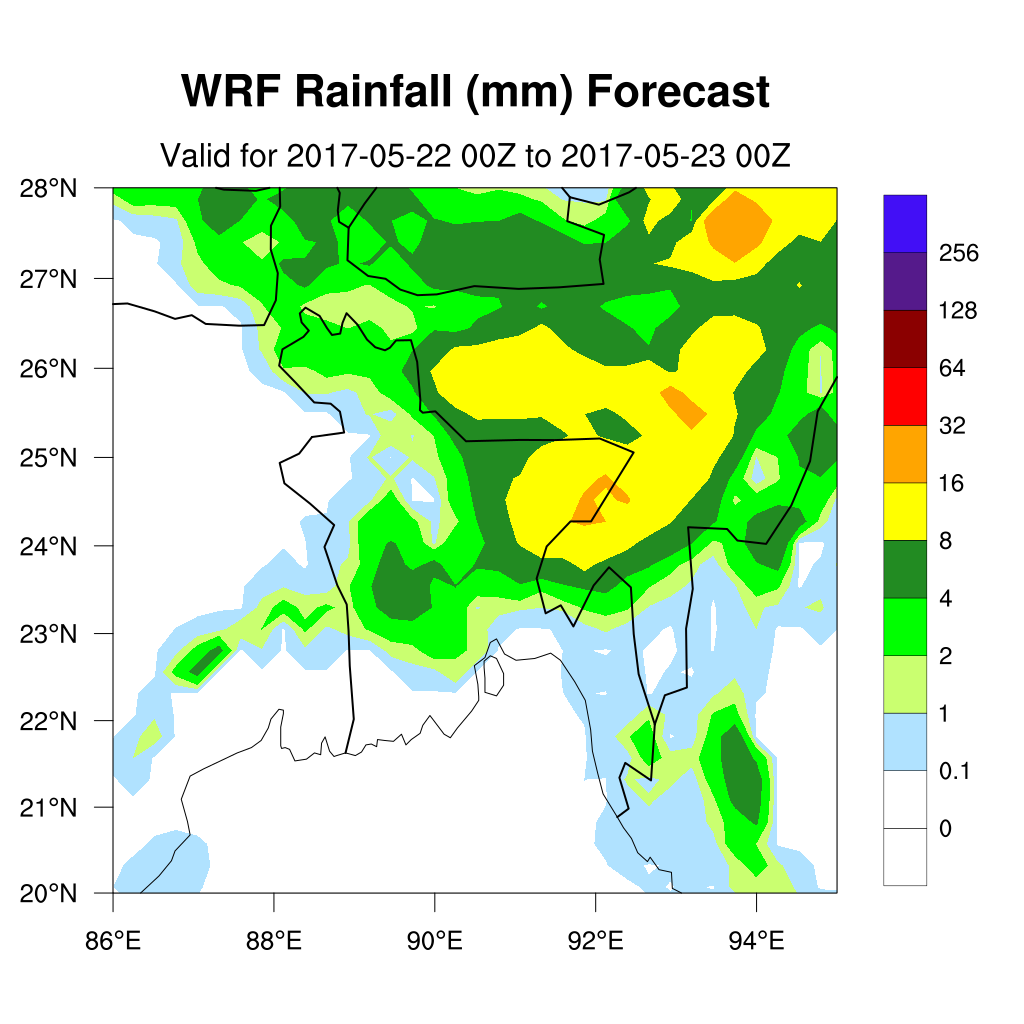 WRF Rainfall (mm) Forecast
Valid for 2017-05-22 00Z to 2017-05-23 00Z
28°N
27°N
26°N
25°N
24°N
23°N
22°N
21°N
20°N
86°E 88°E 90°E 92°E 94°E
256
128
64
32
16
8
4
2
1
0.1
0